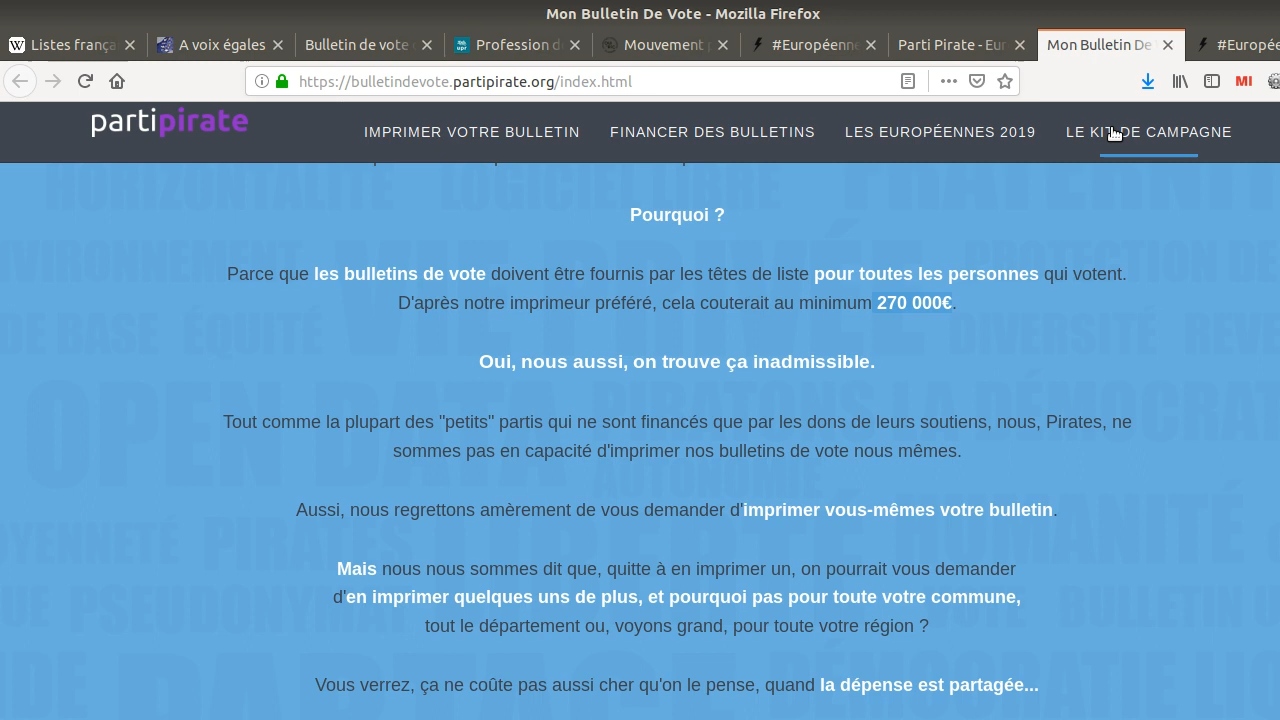 Mon Bulletin De Vote - Mozilla Firefox
Listes frança
A voix égales
Bulletin de vote
Profession d
Mouvement
#Européenn
Parti Pirate - Eur
Mon Bulletin De
#Europée
https://bulletindevote.partipirate.org/index.html
MI
partipirate
IMPRIMER VOTRE BULLETIN
FINANCER DES BULLETINS
LES EUROPÉENNES 2019
LE KIT DE CAMPAGNE
Pourquoi ?
Parce que les bulletins de vote doivent être fournis par les têtes de liste pour toutes les personnes qui votent.
D'après notre imprimeur préféré, cela couterait au minimum 270 000€.
Oui, nous aussi, on trouve ça inadmissible.
Tout comme la plupart des "petits" partis qui ne sont financés que par les dons de leurs soutiens, nous, Pirates, ne
sommes pas en capacité d'imprimer nos bulletins de vote nous mêmes.
Aussi, nous regrettons amèrement de vous demander d'imprimer vous-mêmes votre bulletin.
Mais nous nous sommes dit que, quitte à en imprimer un, on pourrait vous demander
d'en imprimer quelques uns de plus, et pourquoi pas pour toute votre commune,
tout le département ou, voyons grand, pour toute votre région ?
Vous verrez, ça ne coûte pas aussi cher qu'on le pense, quand la dépense est partagée...